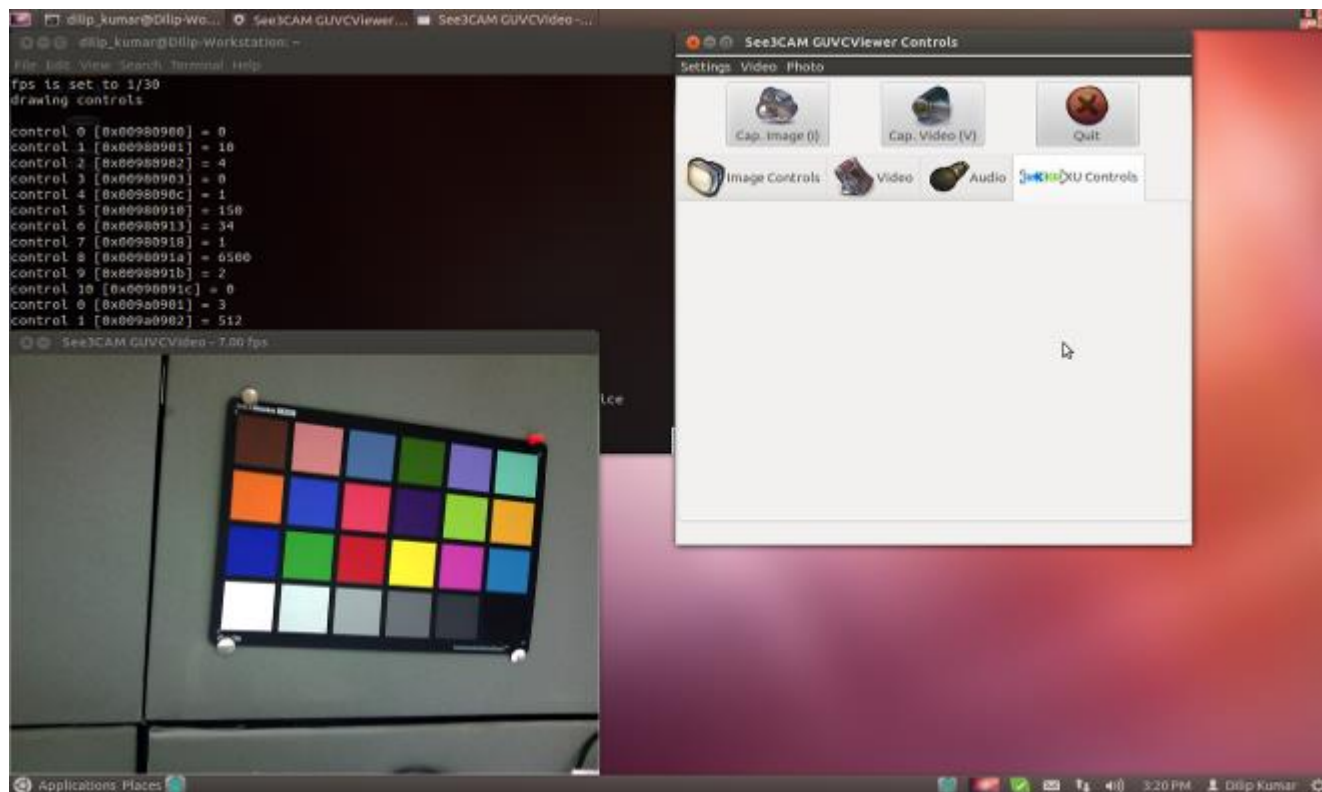 dilip_kumar@Dilip-Wo... See3CAM GUVCViewer... See3CAM GUVCVideo -...
dilip_kumar@Dilip-Workstation: ~
File Edit View Search Terminal Help
fps is set to 1/30
drawing controls
control 0 [0x00980900] = 0
control 1 [0x00980901] = 10
control 2 [0x00980902] = 4
control 3 [0x00980903] = 0
control 4 [0x0098090c] = 1
control 5 [0x00980910] = 150
control 6 [0x00980913] = 34
control 7 [0x00980918] = 1
control 8 [0x0098091a] = 6500
control 9 [0x0098091b] = 2
control 10 [0x0098091c] = 0
control 0 [0x009a0901] = 3
control 1 [0x009a0902] = 512
ice
See3CAM GUVCViewer Controls
Settings Video Photo
Cap. Image (I) Cap. Video (V) Quit
Image Controls Video Audio XU Controls
See3CAM GUVCVideo - 7.00 fps
Applications Places 3:20 PM Dilip Kumar